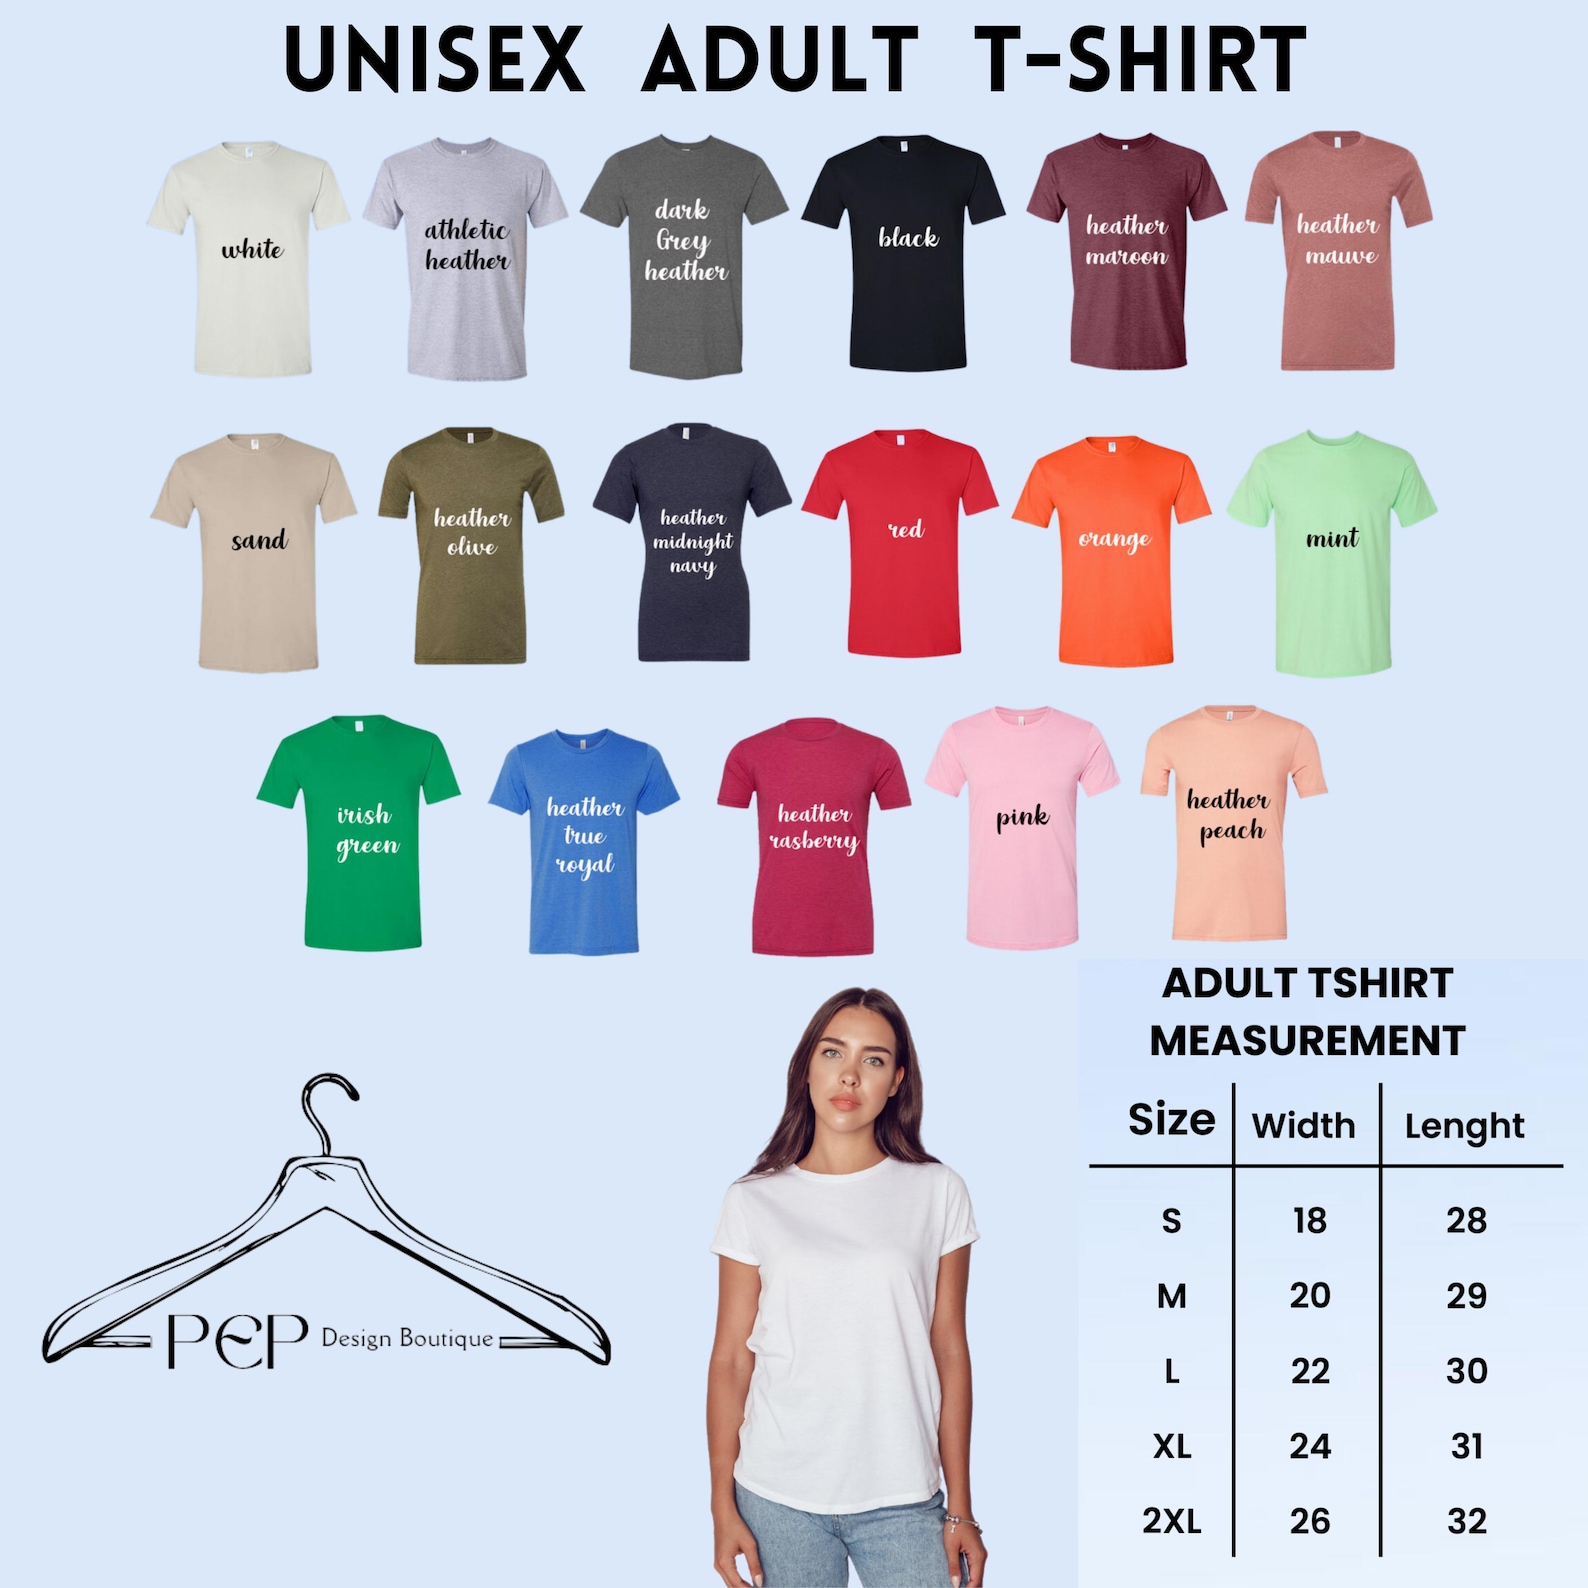 UNISEX ADULT T-SHIRT
white
athletic
heather
dark
Grey
heather
black
heather
maroon
heather
mauve
sand
heather
olive
heather
midnight
navy
red
orange
mint
irish
green
heather
true
royal
heather
rasberry
pink
heather
peach
PEP Design Boutique
ADULT TSHIRT
MEASUREMENT
Size Width Lenght
S 18 28
M 20 29
L 22 30
XL 24 31
2XL 26 32